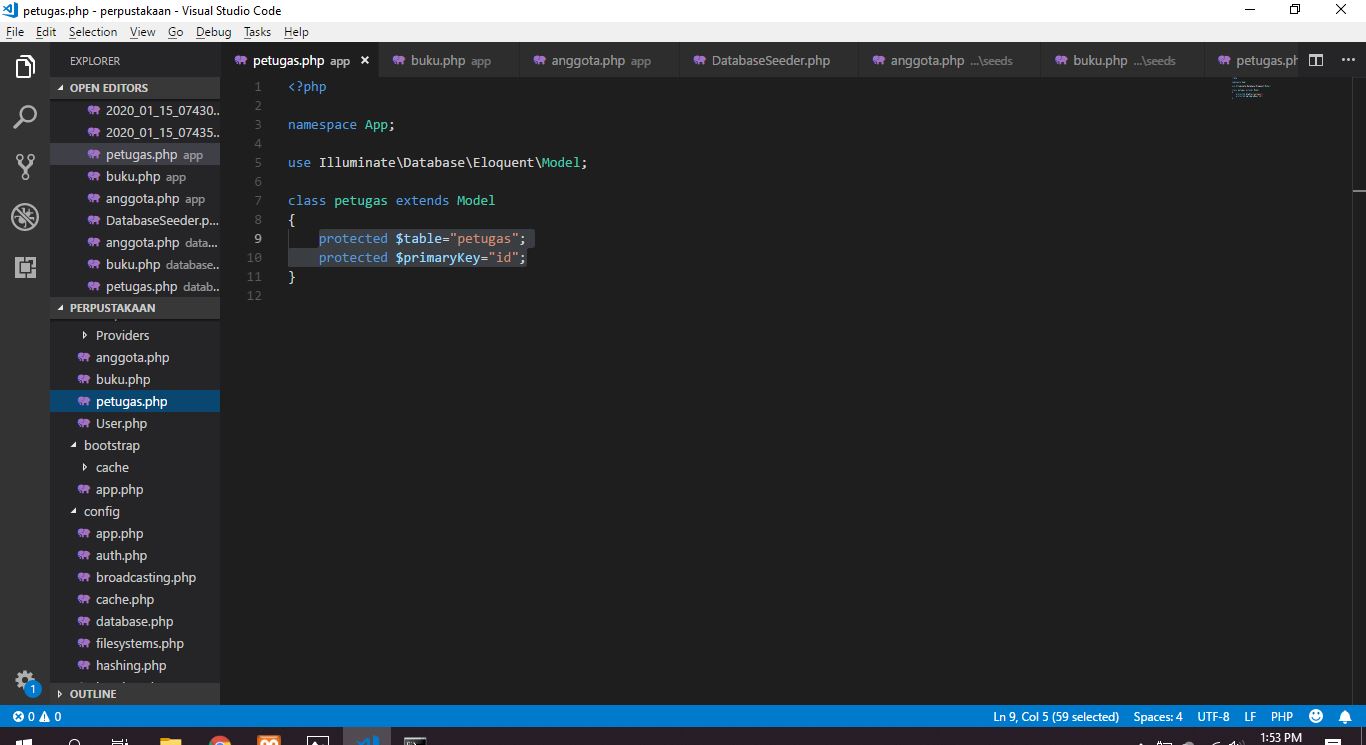 petugas.php - perpustakaan - Visual Studio Code
File Edit Selection View Go Debug Tasks Help
EXPLORER
OPEN EDITORS
2020_01_15_07430...
2020_01_15_07435...
petugas.php app
buku.php app
anggota.php app
DatabaseSeeder.p...
anggota.php data...
buku.php database...
petugas.php datab...
PERPUSTAKAAN
Providers
anggota.php
buku.php
petugas.php
User.php
bootstrap
cache
app.php
config
app.php
auth.php
broadcasting.php
cache.php
database.php
filesystems.php
hashing.php
OUTLINE
petugas.php app × buku.php app anggota.php app DatabaseSeeder.php anggota.php ...\seeds buku.php ...\seeds petugas.ph
1 <?php
2
3 namespace App;
4
5 use Illuminate\Database\Eloquent\Model;
6
7 class petugas extends Model
8 {
9 protected $table="petugas";
10 protected $primaryKey="id";
11 }
12
1
0 0 Ln 9, Col 5 (59 selected) Spaces: 4 UTF-8 LF PHP
1:53 PM